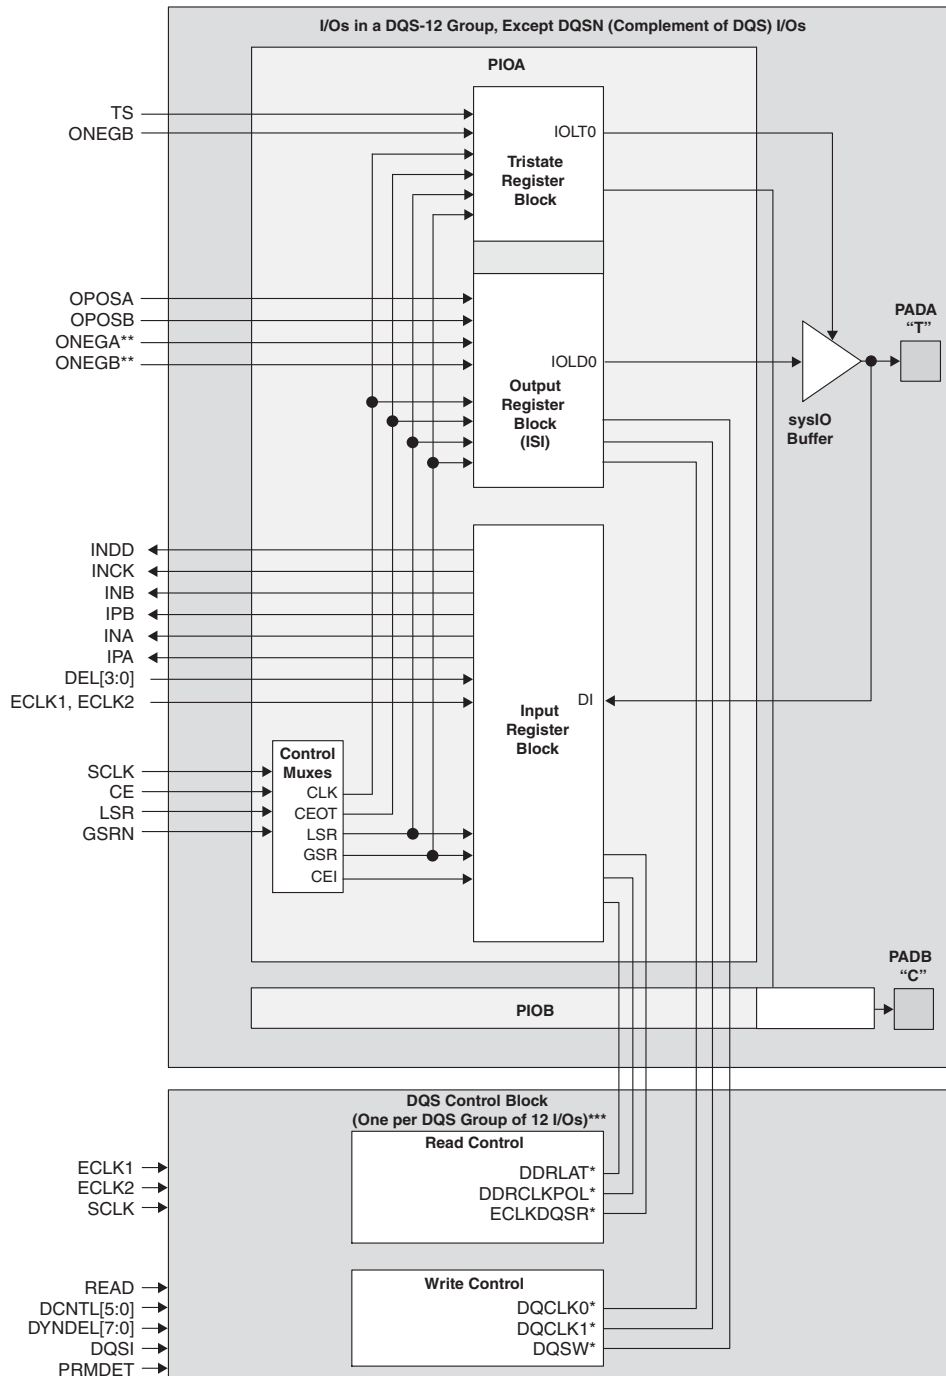 I/Os in a DQS-12 Group, Except DQSN (Complement of DQS) I/Os
PIOA
TS
ONEGB
IOLT0
Tristate
Register
Block
OPOSA
OPOSB
ONEGA**
ONEGB**
IOLD0
Output
Register
Block
(ISI)
PADA
“T”
sysIO
Buffer
INDD
INCK
INB
IPB
INA
IPA
DEL[3:0]
ECLK1, ECLK2
DI
Input
Register
Block
Control
Muxes
SCLK
CE
LSR
GSRN
CLK
CEOT
LSR
GSR
CEI
PADB
“C”
PIOB
DQS Control Block
(One per DQS Group of 12 I/Os)***
Read Control
ECLK1
ECLK2
SCLK
DDRLAT*
DDRCLKPOL*
ECLKDQSR*
Write Control
READ
DCNTL[5:0]
DYNDEL[7:0]
DQSI
PRMDET
DQCLK0*
DQCLK1*
DQSW*